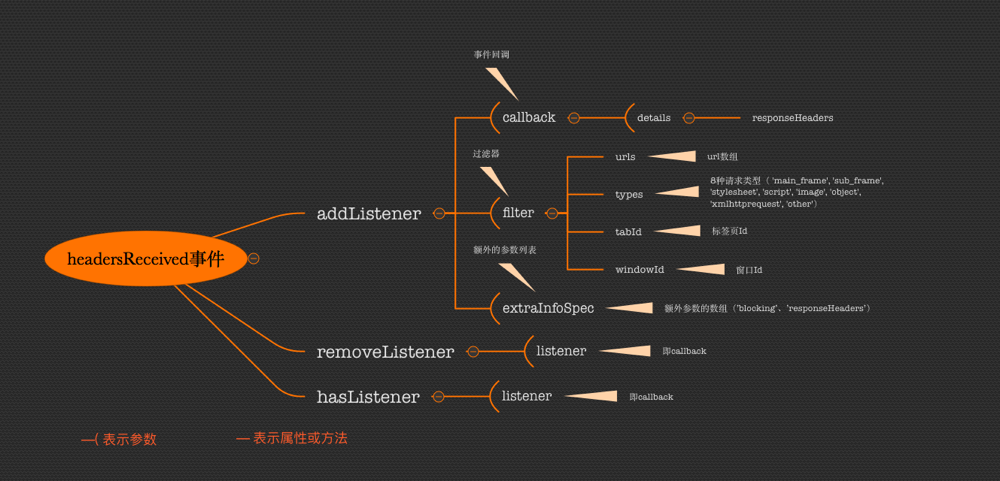 事件回调
callback
details
responseHeaders
过滤器
urls
url数组
types
8种请求类型（ 'main_frame', 'sub_frame',
'stylesheet', 'script', 'image', 'object',
'xmlhttprequest', 'other'）
addListener
filter
tabId
标签页Id
额外的参数列表
headersReceived事件
windowId
窗口Id
extraInfoSpec
额外参数的数组（'blocking'、'responseHeaders'）
removeListener
listener
即callback
hasListener
listener
即callback
—( 表示参数
— 表示属性或方法